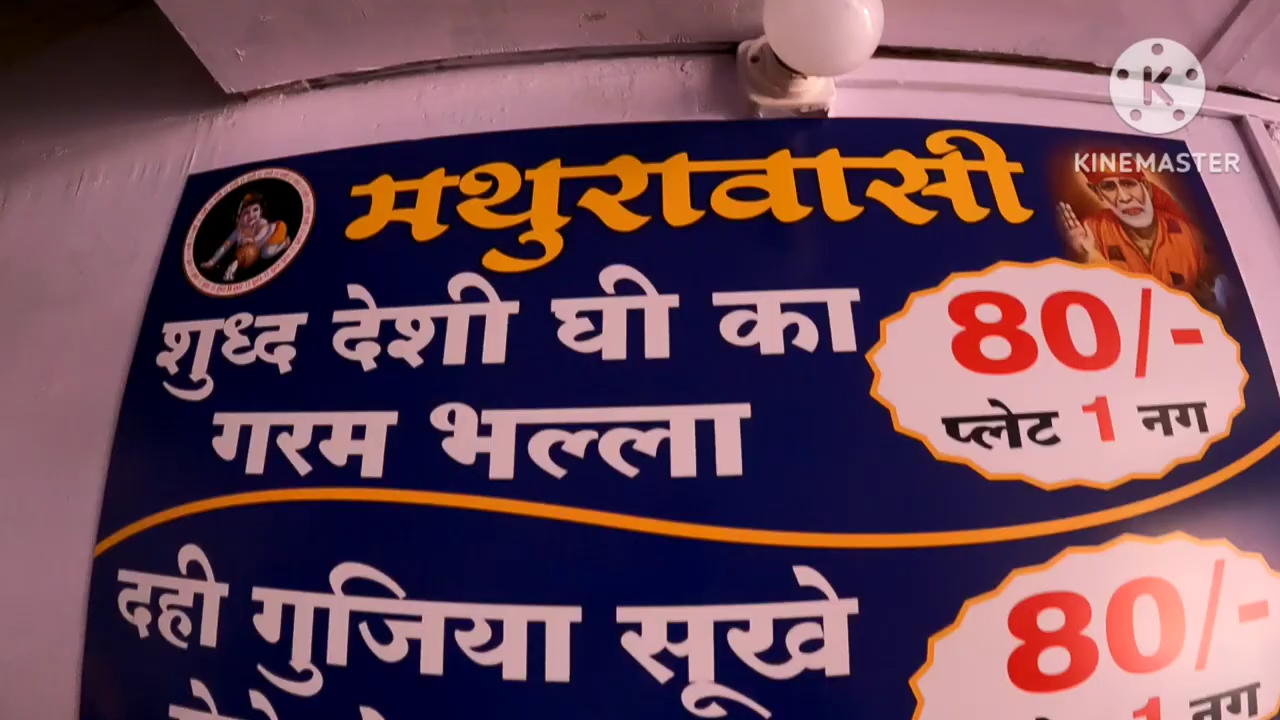 KINEMASTER
मथुरावासी
शुध्द देशी घी का
गरम भल्ला
80/-
प्लेट 1 नग
दही गुजिया सूखे
80/-
1 नग